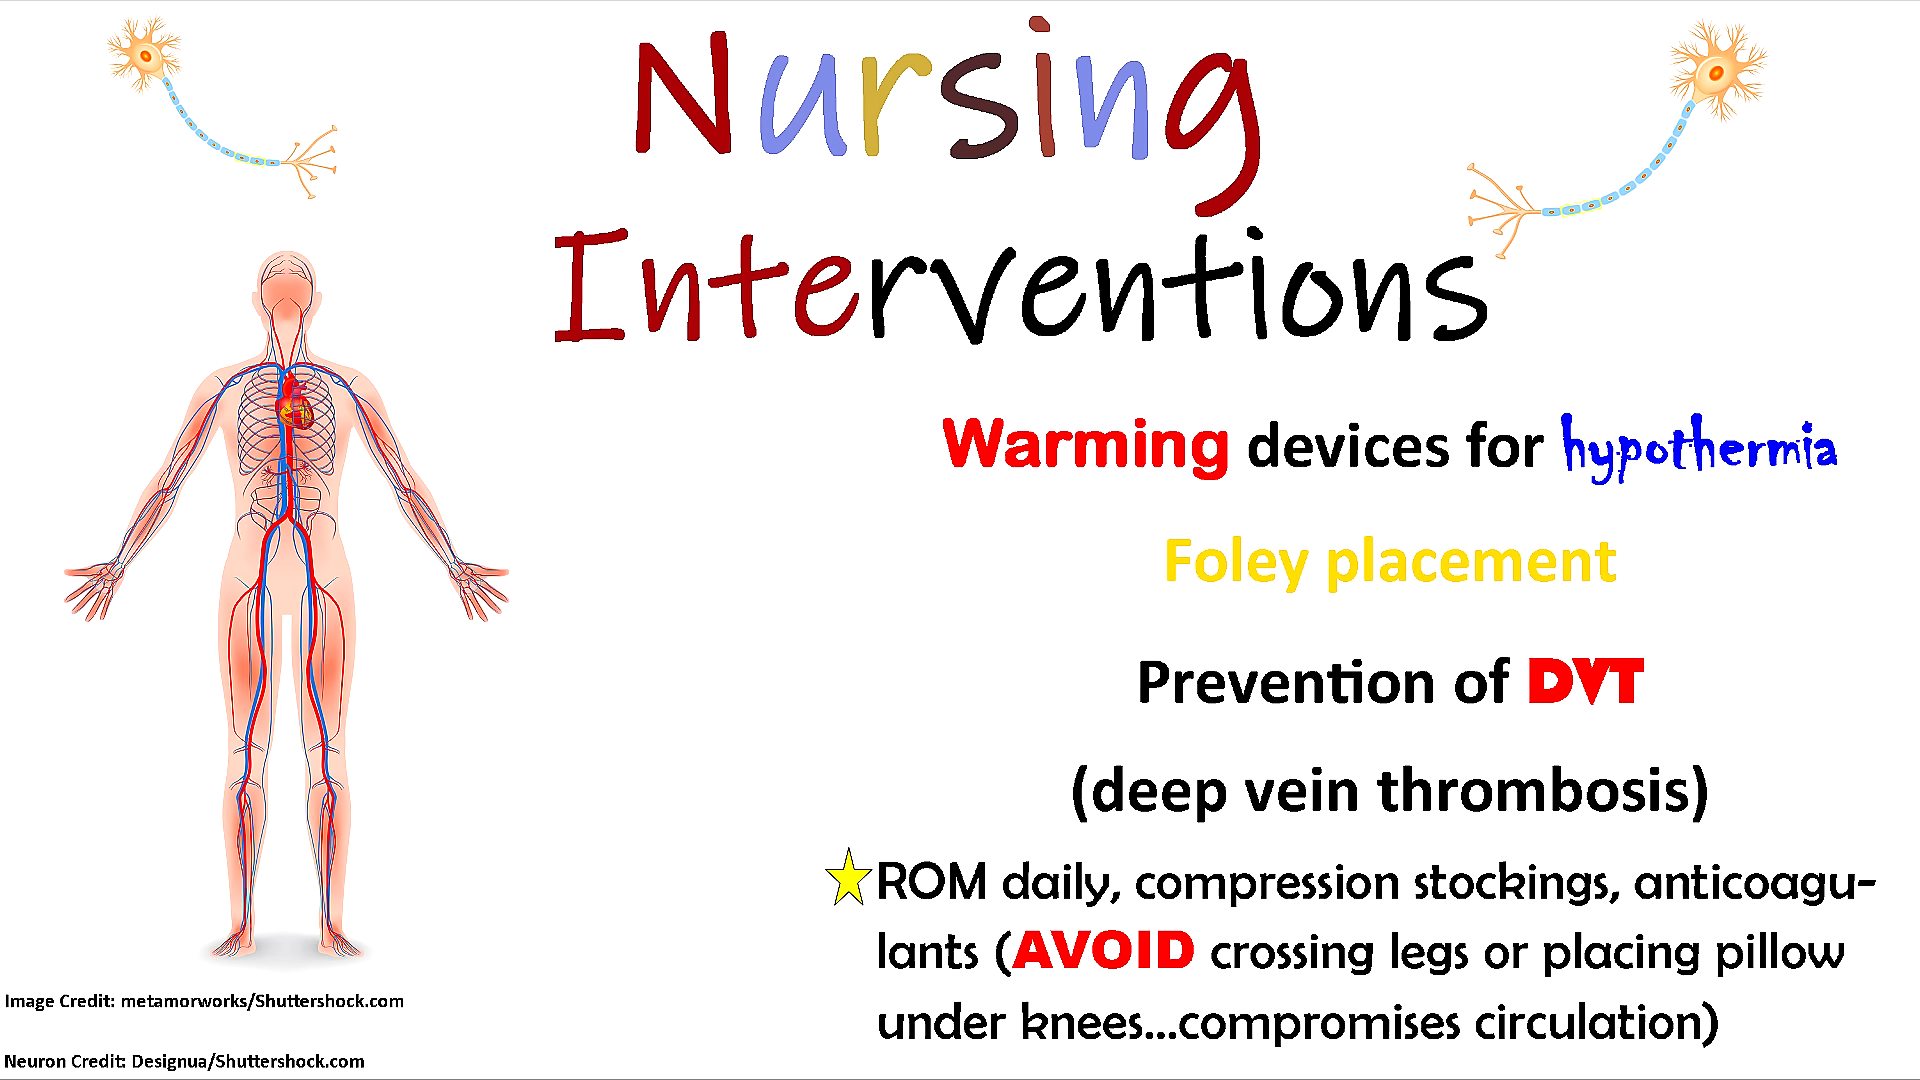 Nursing
Interventions
Warming devices for hypothermia
Foley placement
Prevention of DVT
(deep vein thrombosis)
ROM daily, compression stockings, anticoagu-
lants (AVOID crossing legs or placing pillow
under knees...compromises circulation)
Image Credit: metamorworks/Shuttershock.com
Neuron Credit: Designua/Shuttershock.com